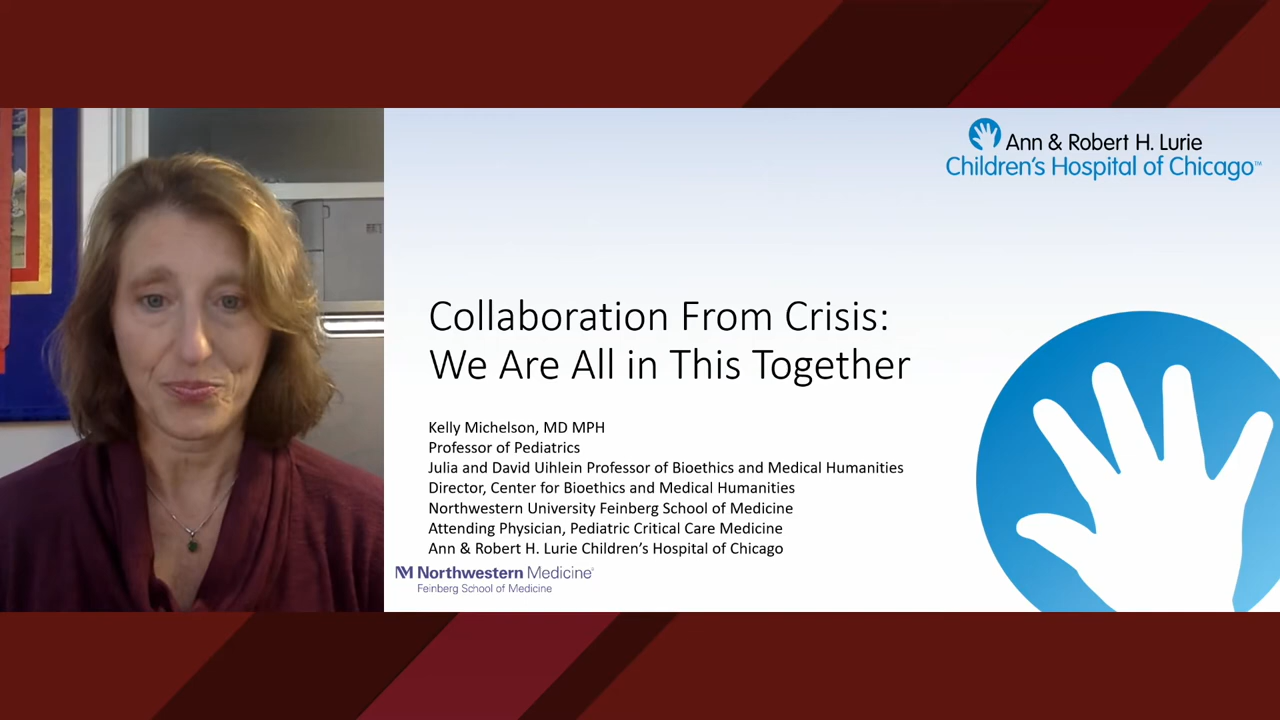 Ann & Robert H. Lurie
Children's Hospital of Chicago™
Collaboration From Crisis:
We Are All in This Together
Kelly Michelson, MD MPH
Professor of Pediatrics
Julia and David Uihlein Professor of Bioethics and Medical Humanities
Director, Center for Bioethics and Medical Humanities
Northwestern University Feinberg School of Medicine
Attending Physician, Pediatric Critical Care Medicine
Ann & Robert H. Lurie Children’s Hospital of Chicago
Northwestern Medicine®
Feinberg School of Medicine